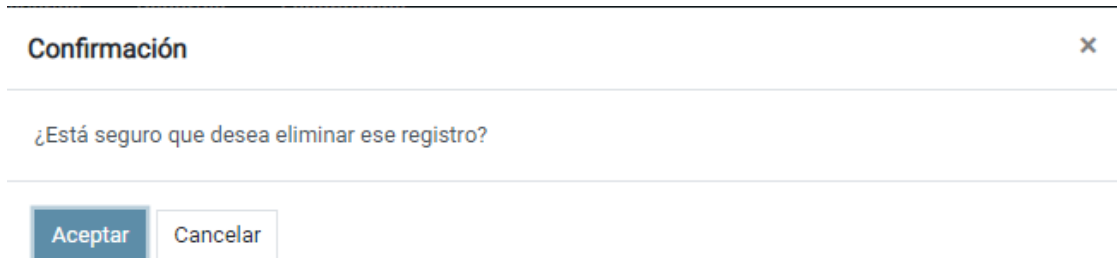 Confirmación
×
¿Está seguro que desea eliminar ese registro?
Aceptar Cancelar